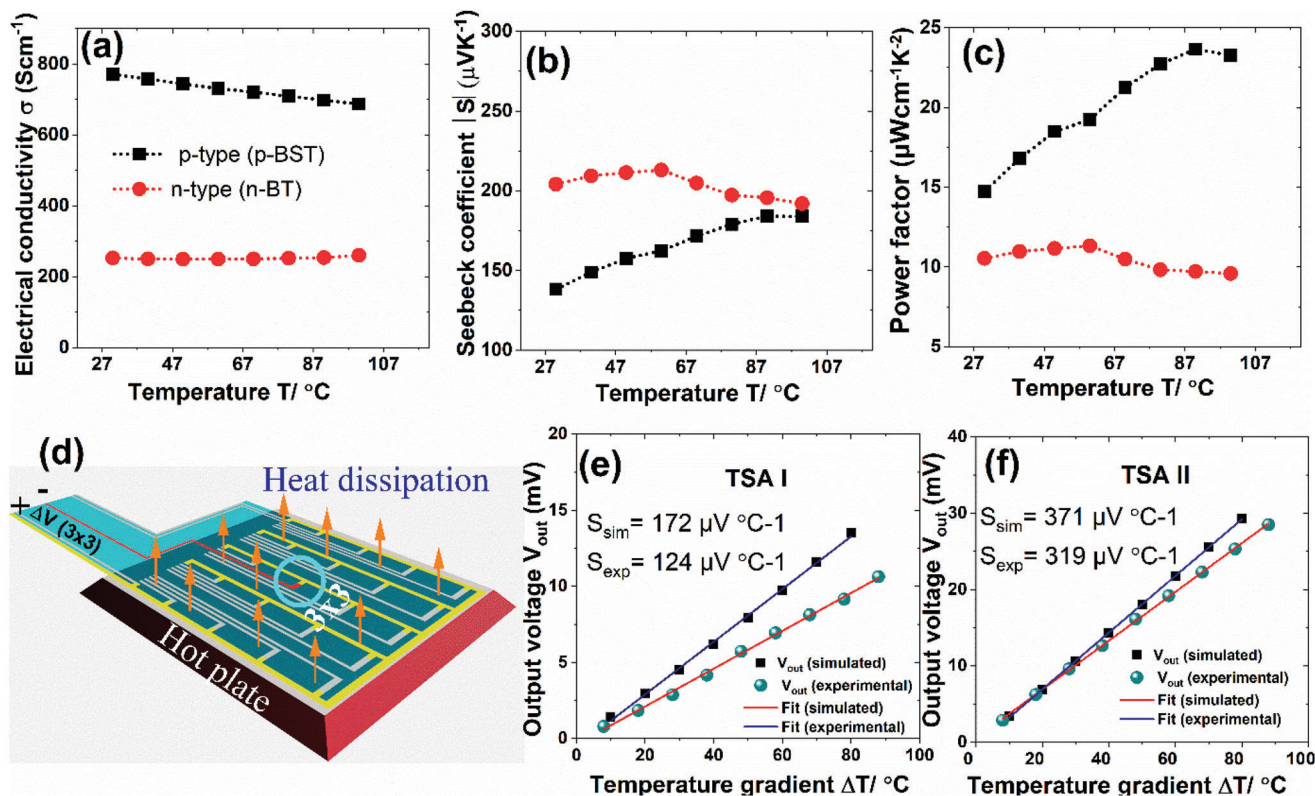 (a)
Electrical conductivity σ (Scm⁻¹)
800
600
400
200
0
p-type (p-BST)
n-type (n-BT)
27 47 67 87 107
Temperature T/ °C
(b)
Seebeck coefficient |S| (μVK⁻¹)
300
250
200
150
100
27 47 67 87 107
Temperature T/ °C
(c)
Power factor (μWcm⁻¹K⁻²)
25
20
15
10
5
27 47 67 87 107
Temperature T/ °C
(d)
Heat dissipation
+ -
ΔV (3x3)
3x3
Hot plate
(e)
TSA I
Output voltage Vout (mV)
20
15
10
5
0
Ssim= 172 μV °C-1
Sexp= 124 μV °C-1
Vout (simulated)
Vout (experimental)
Fit (simulated)
Fit (experimental)
0 20 40 60 80 100
Temperature gradient ΔT/ °C
(f)
TSA II
Output voltage Vout (mV)
40
30
20
10
0
Ssim= 371 μV °C-1
Sexp= 319 μV °C-1
Vout (simulated)
Vout (experimental)
Fit (simulated)
Fit (experimental)
0 20 40 60 80 100
Temperature gradient ΔT/ °C